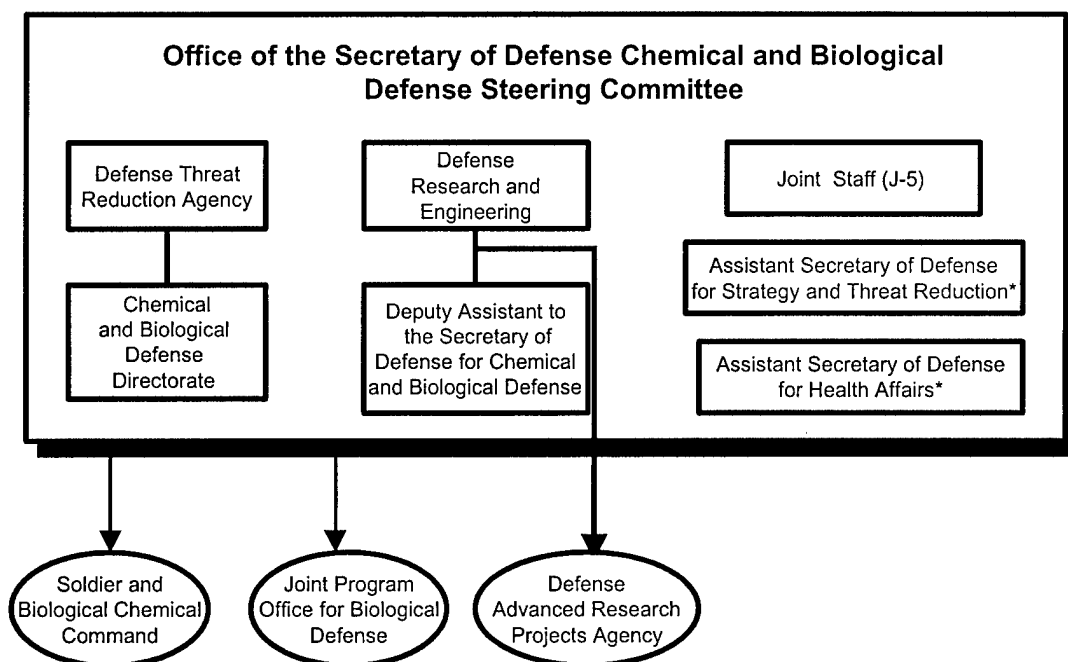 Office of the Secretary of Defense Chemical and Biological
Defense Steering Committee
Defense Threat
Reduction Agency
Defense
Research and
Engineering
Joint Staff (J-5)
Chemical
and Biological
Defense
Directorate
Deputy Assistant to
the Secretary of
Defense for Chemical
and Biological Defense
Assistant Secretary of Defense
for Strategy and Threat Reduction*
Assistant Secretary of Defense
for Health Affairs*
Soldier and
Biological Chemical
Command
Joint Program
Office for Biological
Defense
Defense
Advanced Research
Projects Agency